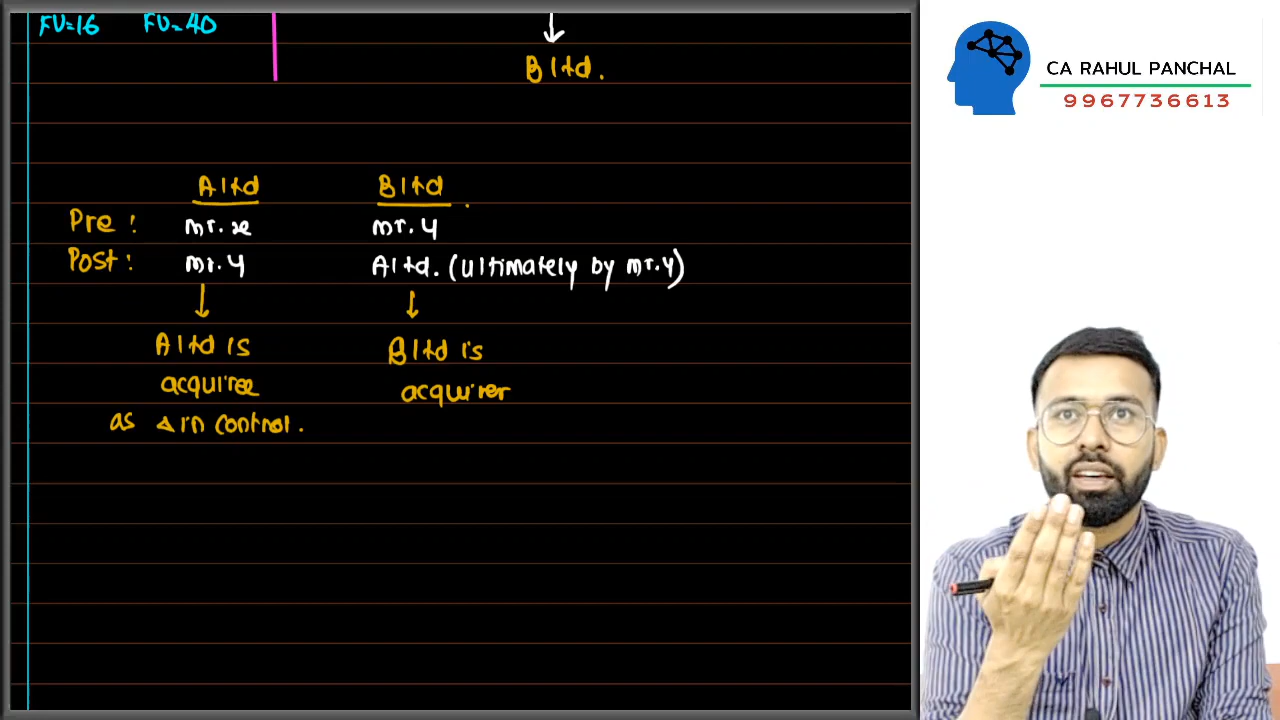 FV=16 FV=40
B ltd.
A ltd B ltd
Pre : mr. x mr. y
Post : mr. y A ltd. (ultimately by mr. y)
A ltd is B ltd is
acquiree acquirer
as Δ in control.
CA RAHUL PANCHAL
9967736613